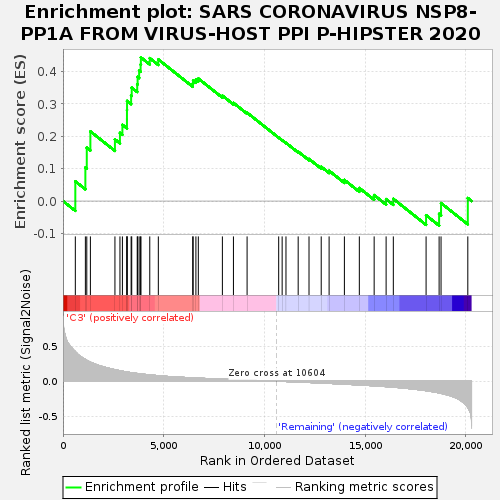 Enrichment plot: SARS CORONAVIRUS NSP8-
PP1A FROM VIRUS-HOST PPI P-HIPSTER 2020
Enrichment score (ES)
0.4
0.3
0.2
0.1
0.0
-0.1
'C3' (positively correlated)
Ranked list metric (Signal2Noise)
0.5
0.0
-0.5
Zero cross at 10604
'Remaining' (negatively correlated)
0
5,000
10,000
15,000
20,000
Rank in Ordered Dataset
Enrichment profile
Hits
Ranking metric scores